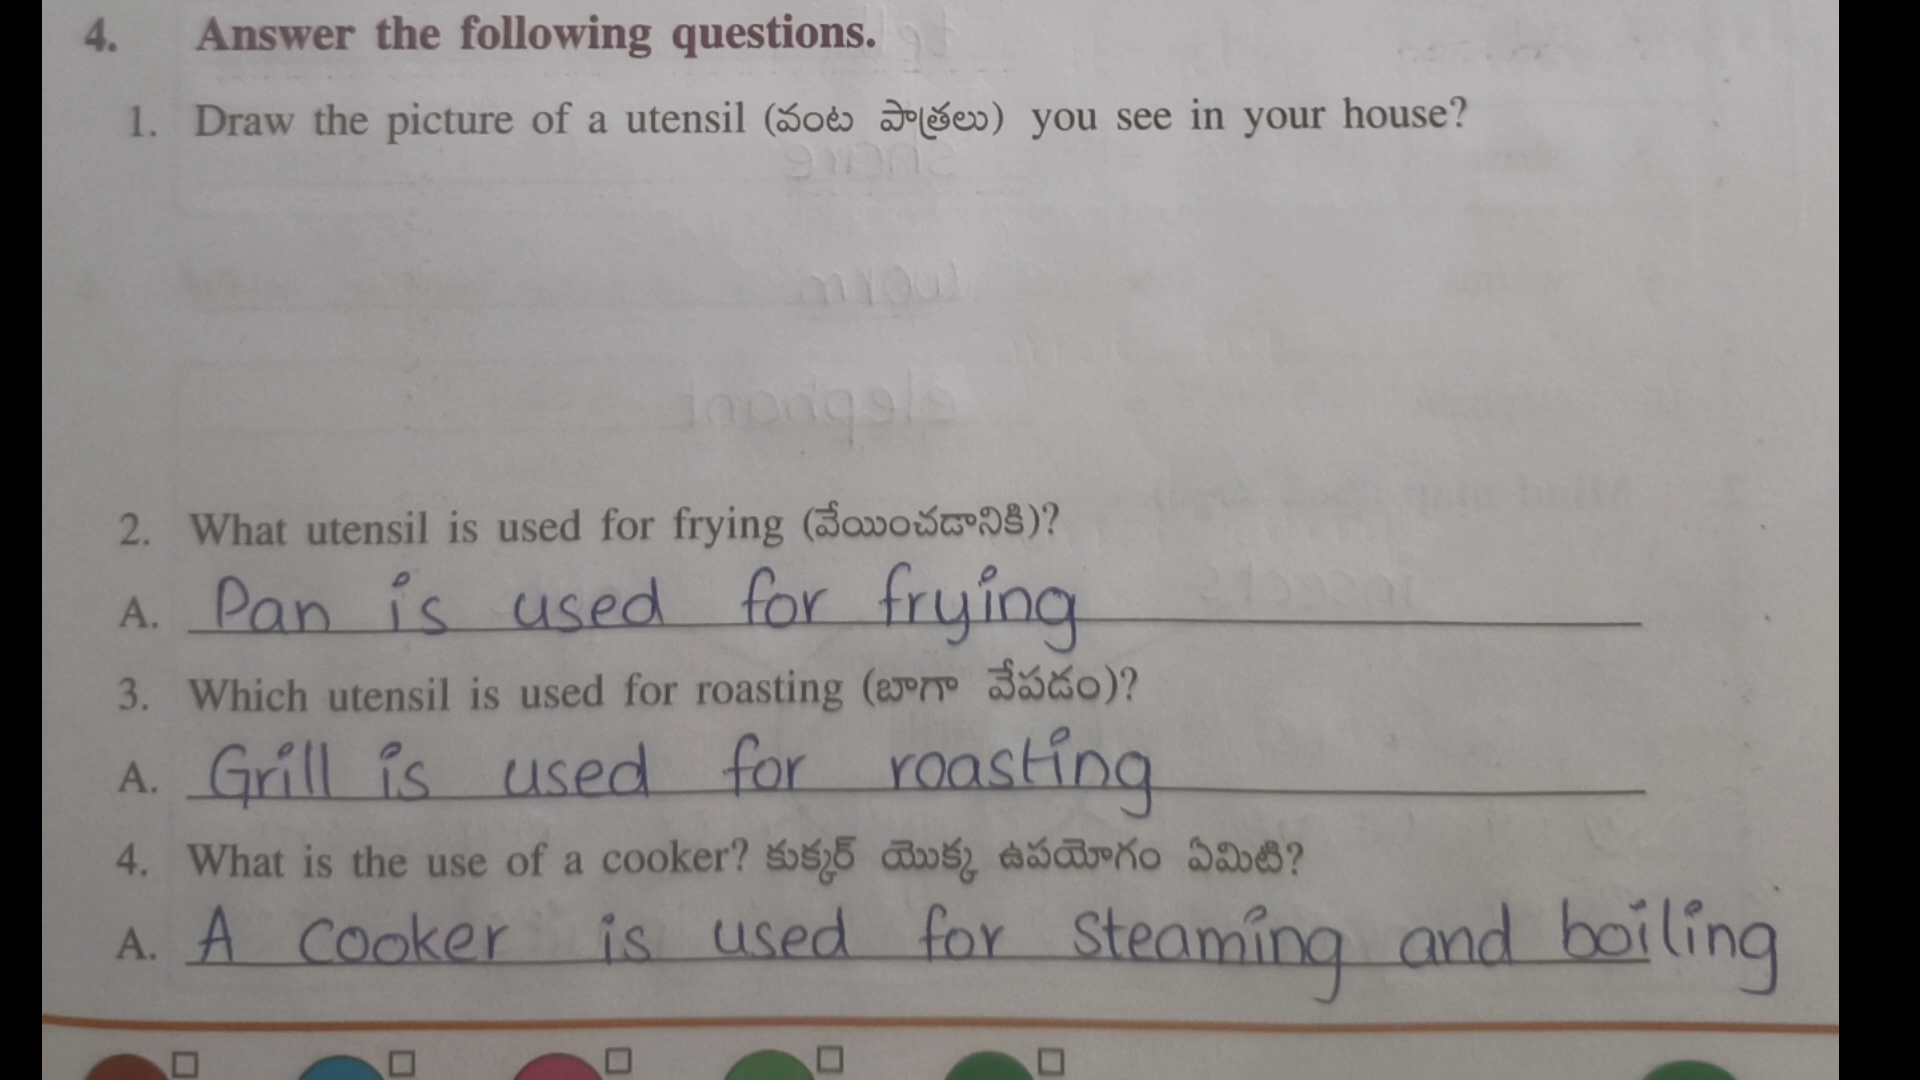 4. Answer the following questions.
1. Draw the picture of a utensil (వంట పాత్రలు) you see in your house?
2. What utensil is used for frying (వేయించడానికి)?
A. Pan is used for frying
3. Which utensil is used for roasting (బాగా వేపడం)?
A. Grill is used for roasting
4. What is the use of a cooker? కుక్కర్ యొక్క ఉపయోగం ఏమిటి?
A. A cooker is used for steaming and boiling